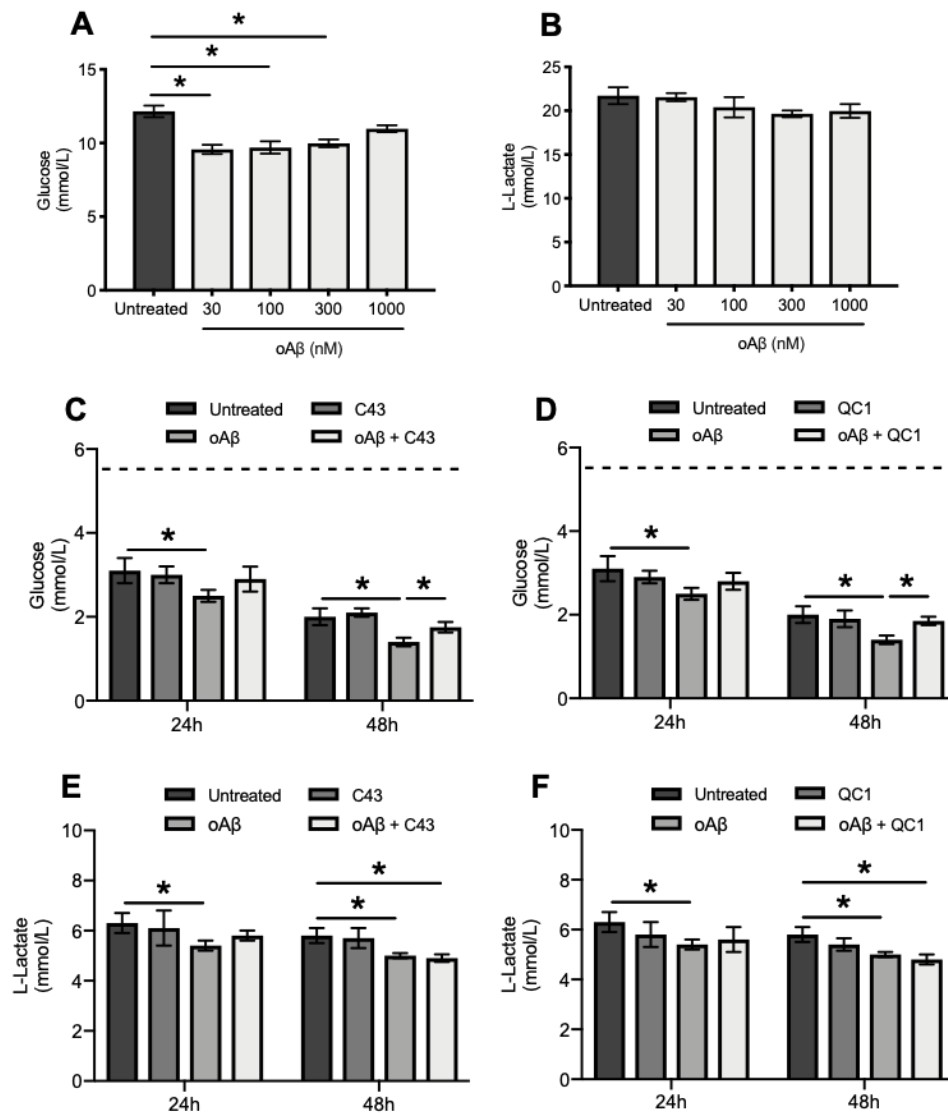 A
*
*
*
15
10
5
0
Glucose
(mmol/L)
Untreated 30 100 300 1000
oAβ (nM)
B
25
20
15
10
5
0
L-Lactate
(mmol/L)
Untreated 30 100 300 1000
oAβ (nM)
C
Untreated C43
oAβ oAβ + C43
6
4
2
0
Glucose
(mmol/L)
*
* *
24h 48h
D
Untreated QC1
oAβ oAβ + QC1
6
4
2
0
Glucose
(mmol/L)
*
* *
24h 48h
E
Untreated C43
oAβ oAβ + C43
10
8
6
4
2
0
L-Lactate
(mmol/L)
*
*
*
24h 48h
F
Untreated QC1
oAβ oAβ + QC1
10
8
6
4
2
0
L-Lactate
(mmol/L)
*
*
*
24h 48h